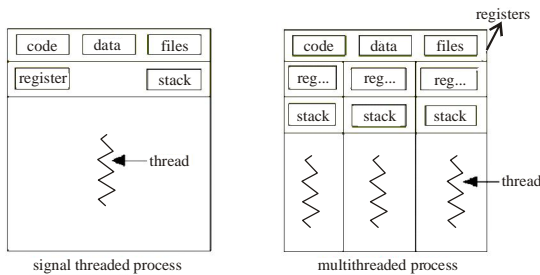 registers
code data files
register stack
thread
signal threaded process
code data files
reg... reg... reg...
stack stack stack
thread
multithreaded process